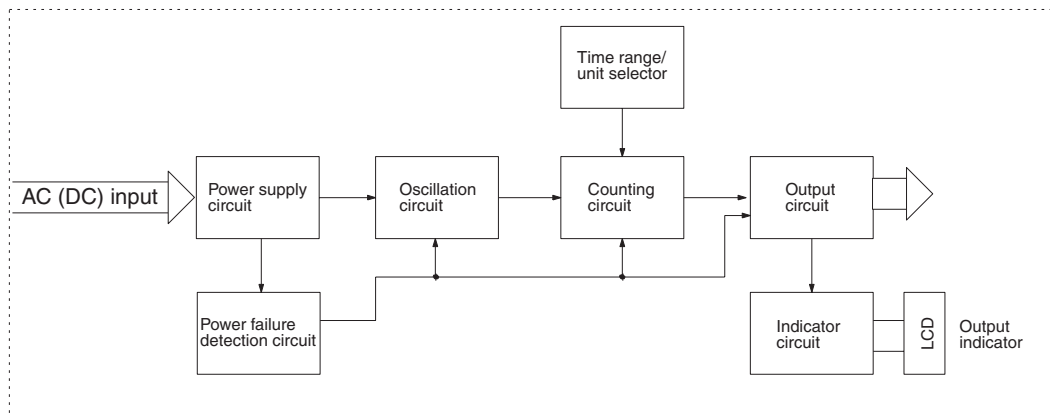 Time range/
unit selector
AC (DC) input
Power supply
circuit
Oscillation
circuit
Counting
circuit
Output
circuit
Power failure
detection circuit
Indicator
circuit
LCD
Output
indicator